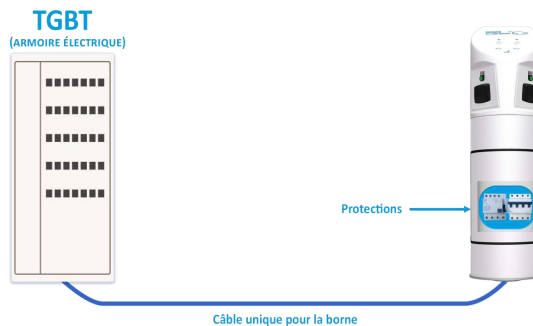 TGBT
(ARMOIRE ÉLECTRIQUE)
Protections
Câble unique pour la borne